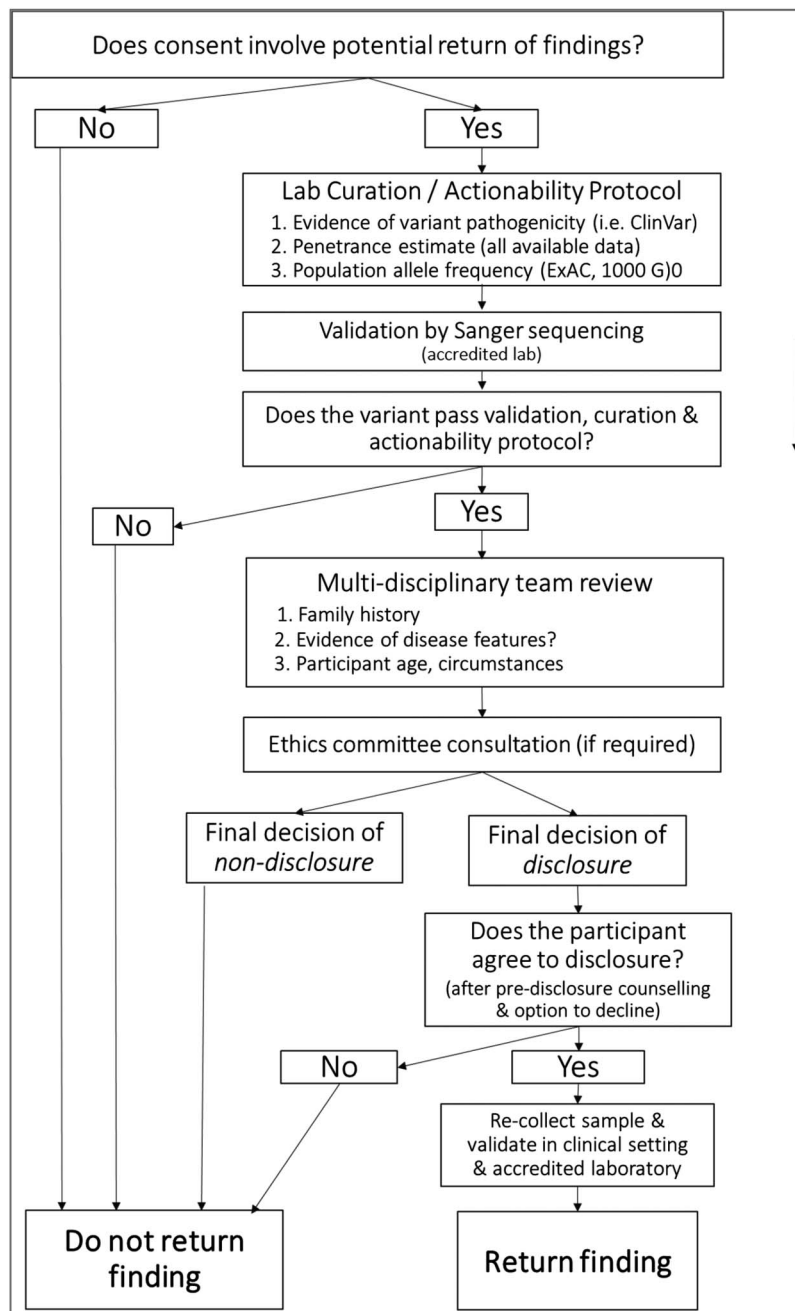 Does consent involve potential return of findings?
No
Yes
Lab Curation / Actionability Protocol
1. Evidence of variant pathogenicity (i.e. ClinVar)
2. Penetrance estimate (all available data)
3. Population allele frequency (ExAC, 1000 G)0
Validation by Sanger sequencing
(accredited lab)
Does the variant pass validation, curation &
actionability protocol?
No
Yes
Multi-disciplinary team review
1. Family history
2. Evidence of disease features?
3. Participant age, circumstances
Ethics committee consultation (if required)
Final decision of
non-disclosure
Final decision of
disclosure
Does the participant
agree to disclosure?
(after pre-disclosure counselling
& option to decline)
No
Yes
Re-collect sample &
validate in clinical setting
& accredited laboratory
Do not return
finding
Return finding